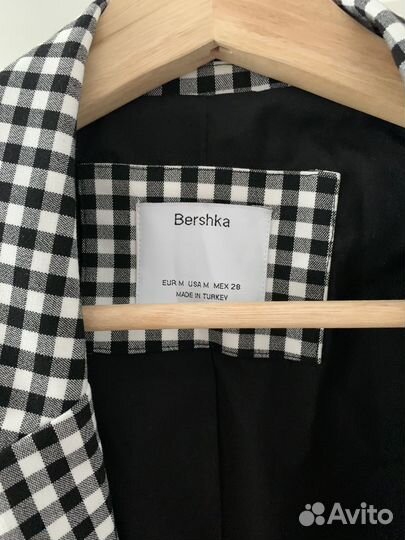 Bershka
EUR M USA M MEX 28
MADE IN TURKEY
Avito